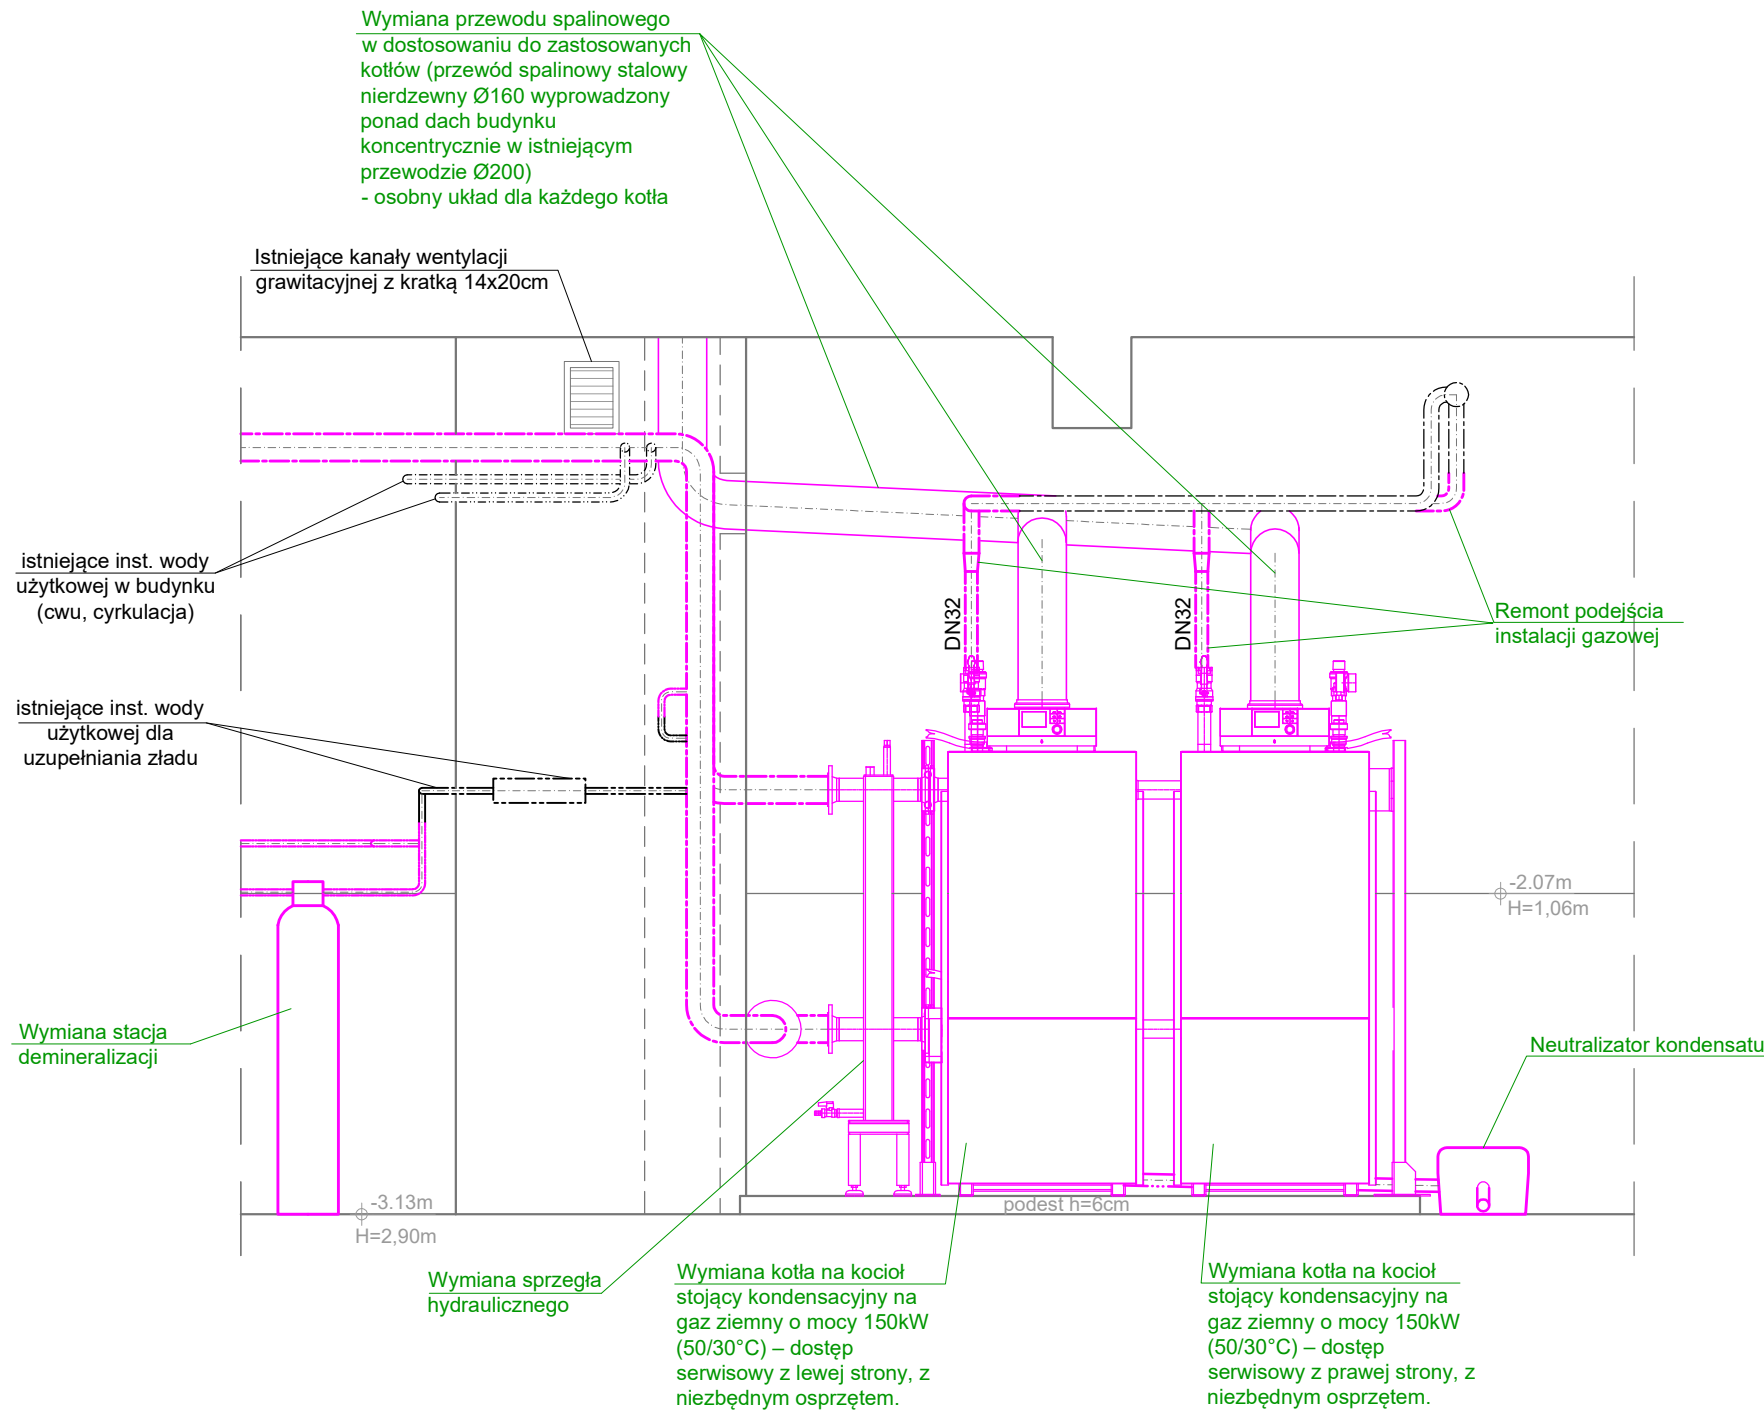 Wymiana przewodu spalinowego
w dostosowaniu do zastosowanych
kotłów (przewód spalinowy stalowy
nierdzewny Ø160 wyprowadzony
ponad dach budynku
koncentrycznie w istniejącym
przewodzie Ø200)
- osobny układ dla każdego kotła
Istniejące kanały wentylacji
grawitacyjnej z kratką 14x20cm
istniejące inst. wody
użytkowej w budynku
(cwu, cyrkulacja)
DN32
DN32
Remont podejścia
instalacji gazowej
istniejące inst. wody
użytkowej dla
uzupełniania zładu
-2.07m
H=1,06m
Wymiana stacja
demineralizacji
Neutralizator kondensatu
-3.13m
H=2,90m
podest h=6cm
Wymiana sprzęgła
hydraulicznego
Wymiana kotła na kocioł
stojący kondensacyjny na
gaz ziemny o mocy 150kW
(50/30°C) – dostęp
serwisowy z lewej strony, z
niezbędnym osprzętem.
Wymiana kotła na kocioł
stojący kondensacyjny na
gaz ziemny o mocy 150kW
(50/30°C) – dostęp
serwisowy z prawej strony, z
niezbędnym osprzętem.